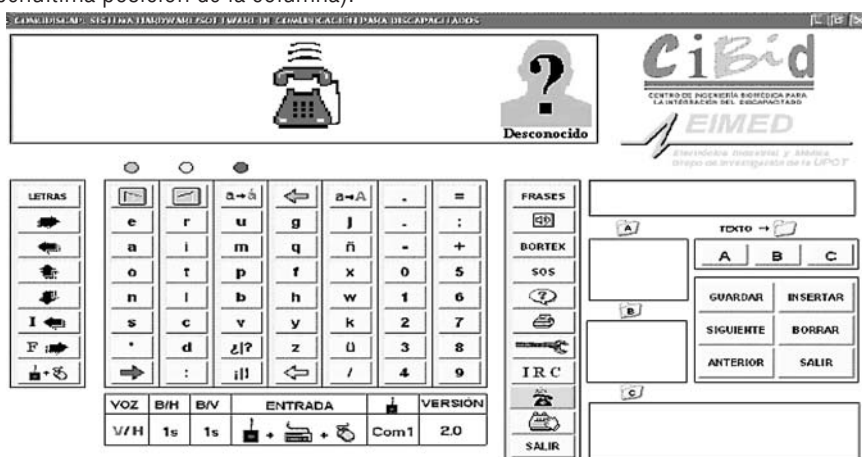 penúltima posición de la columna).
COMUDISCAP, SISTEMA HARDWARE/SOFTWARE DE COMUNICACIÓN PARA DISCAPACITADOS
CiBid
CENTRO DE INGENIERÍA BIOMÉDICA PARA
LA INTEGRACIÓN DEL DISCAPACITADO
EIMED
Electrónica Industrial y Médica
Grupo de investigación de la UPCT
?
Desconocido
LETRAS a→á a→A . =
e r u g j - :
a i m q ñ - +
o t p f x 0 5
n l b h w 1 6
I s c v y k 2 7
F ' d ¿|? z ü 3 8
: ¡|! / 4 9
FRASES
BORTEX
SOS
IRC
SALIR
A TEXTO →
A B C
B
GUARDAR INSERTAR
SIGUIENTE BORRAR
ANTERIOR SALIR
C
VOZ B/H B/V ENTRADA VERSIÓN
V/H 1s 1s + + Com1 2.0